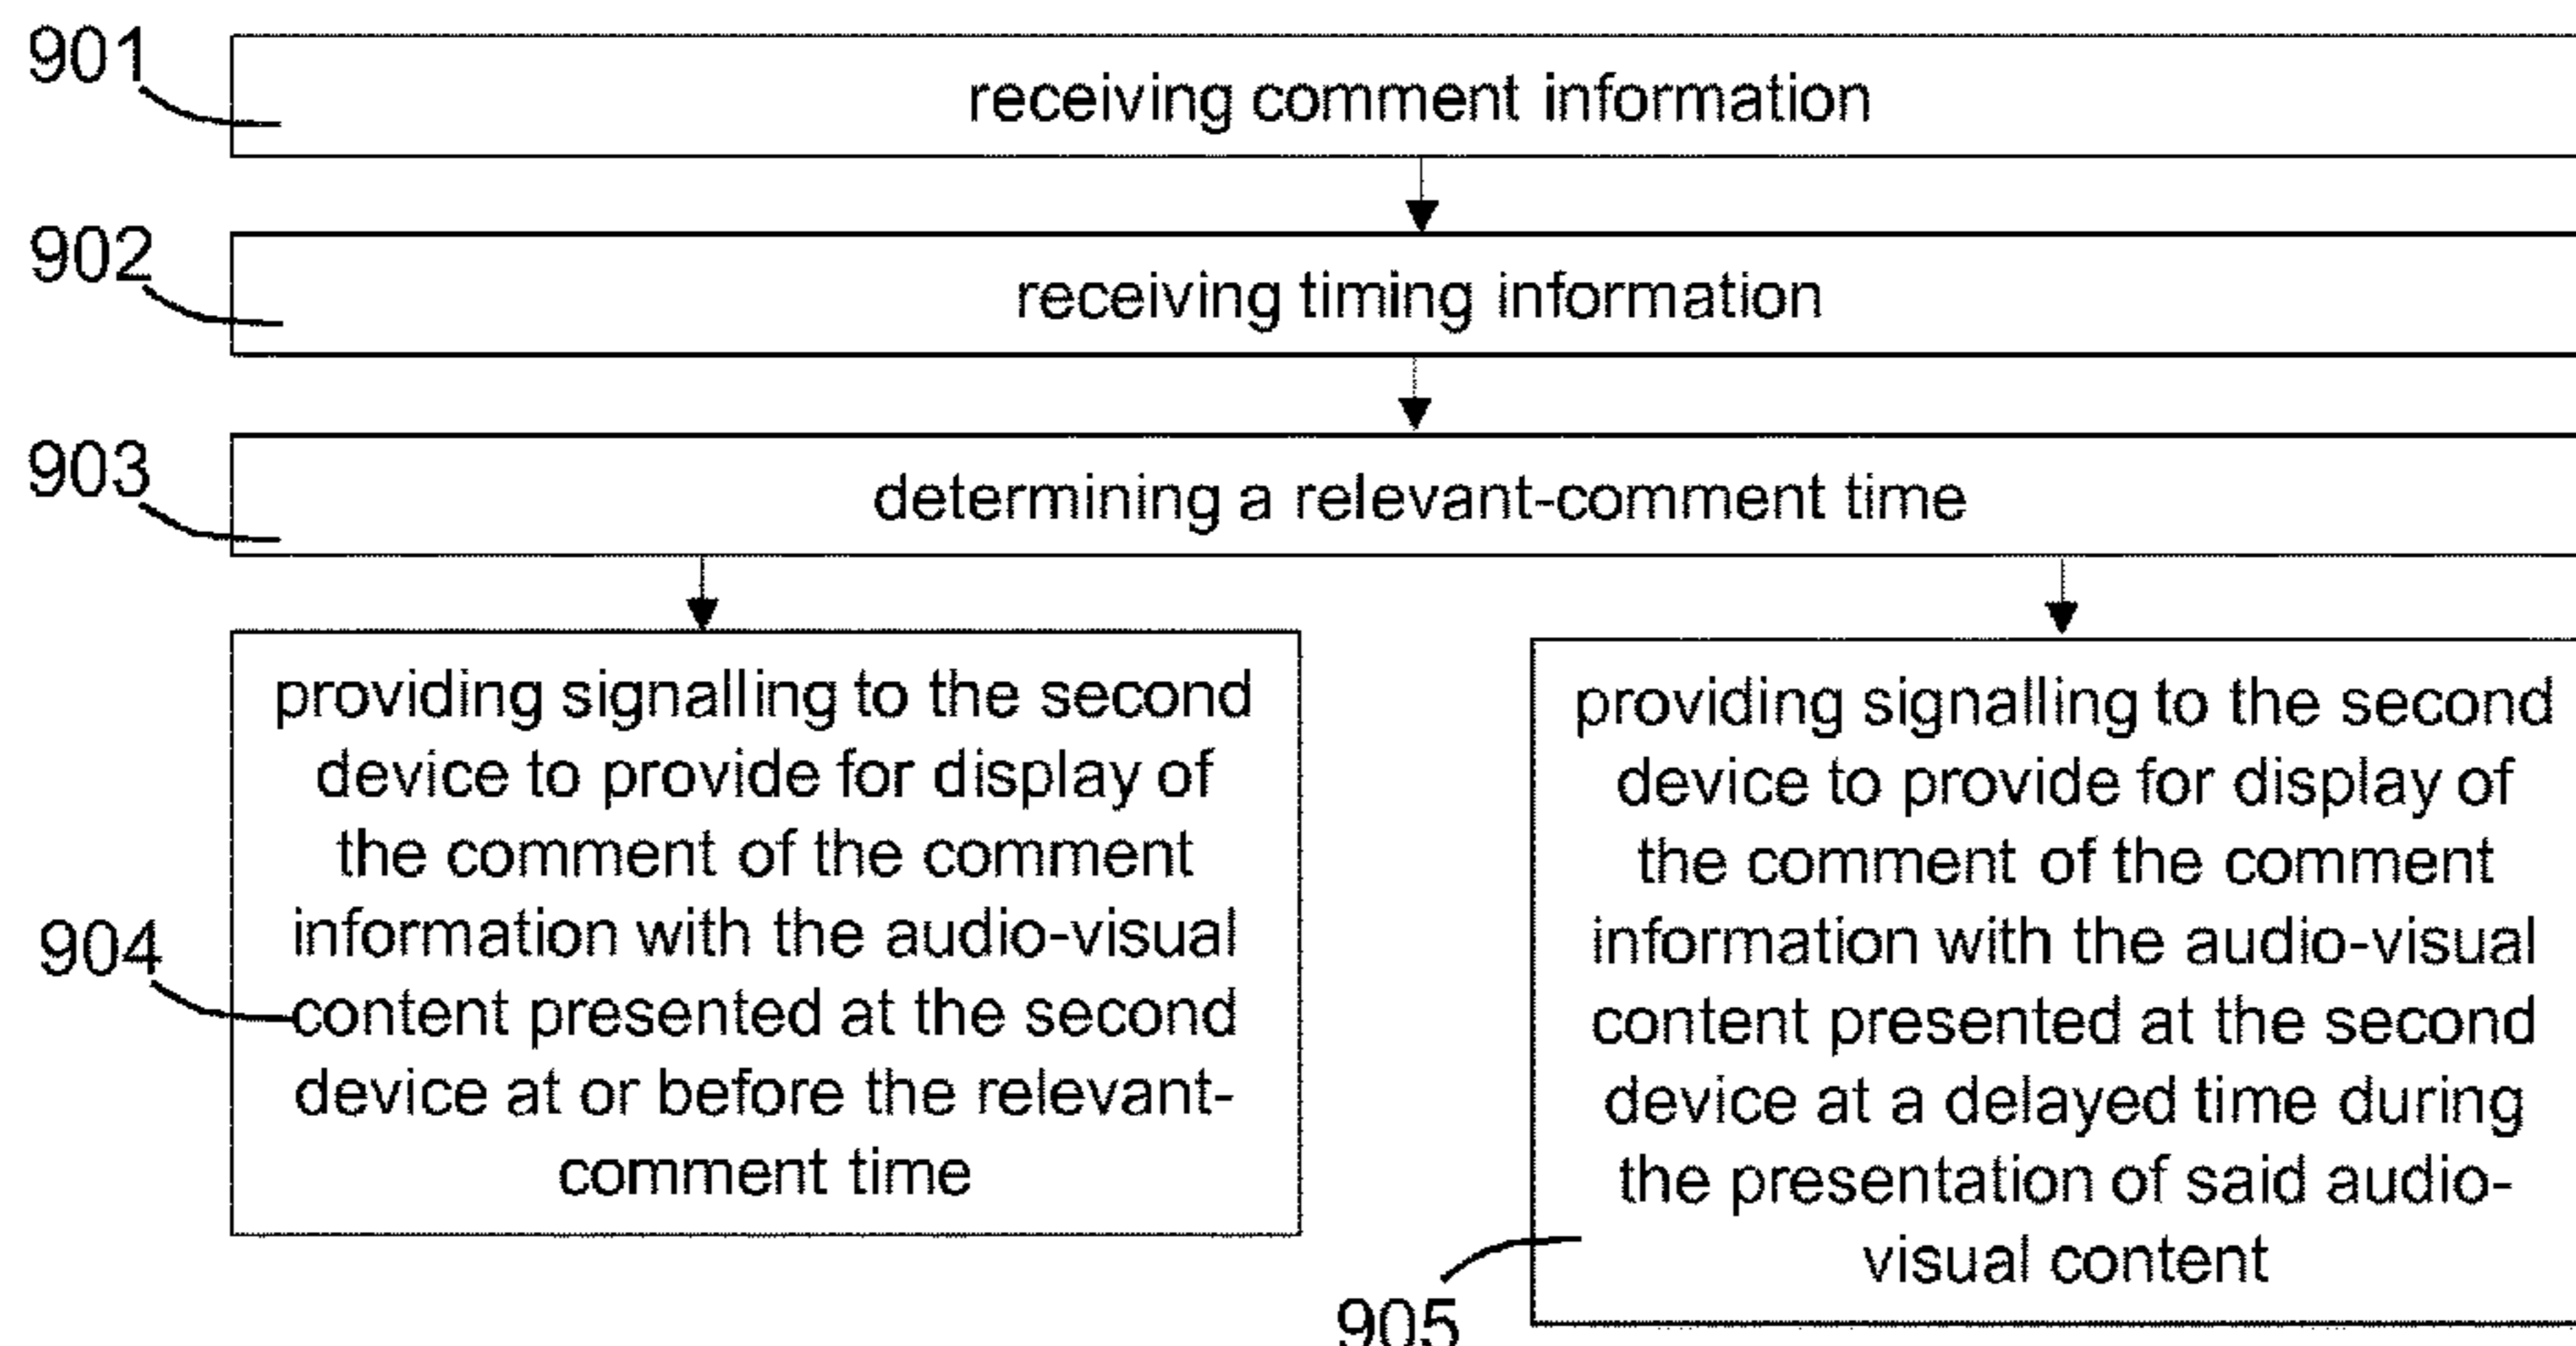 901
receiving comment information
902
receiving timing information
903
determining a relevant-comment time
904
providing signalling to the second
device to provide for display of
the comment of the comment
information with the audio-visual
content presented at the second
device at or before the relevant-
comment time
providing signalling to the second
device to provide for display of
the comment of the comment
information with the audio-visual
content presented at the second
device at a delayed time during
the presentation of said audio-
visual content
905